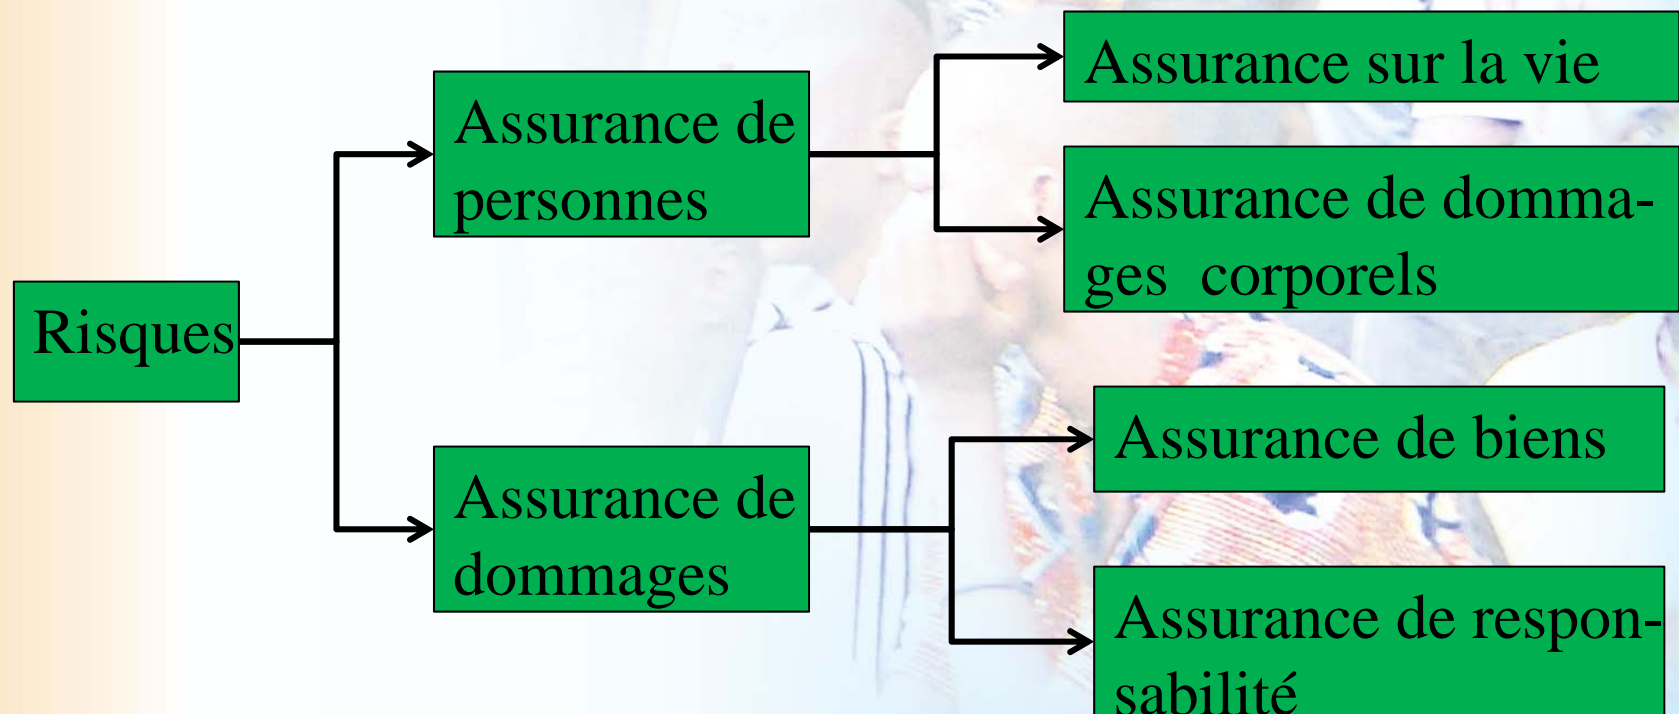 Risques
Assurance de
personnes
Assurance sur la vie
Assurance de domma-
ges  corporels
Assurance de
dommages
Assurance de biens
Assurance de respon-
sabilité